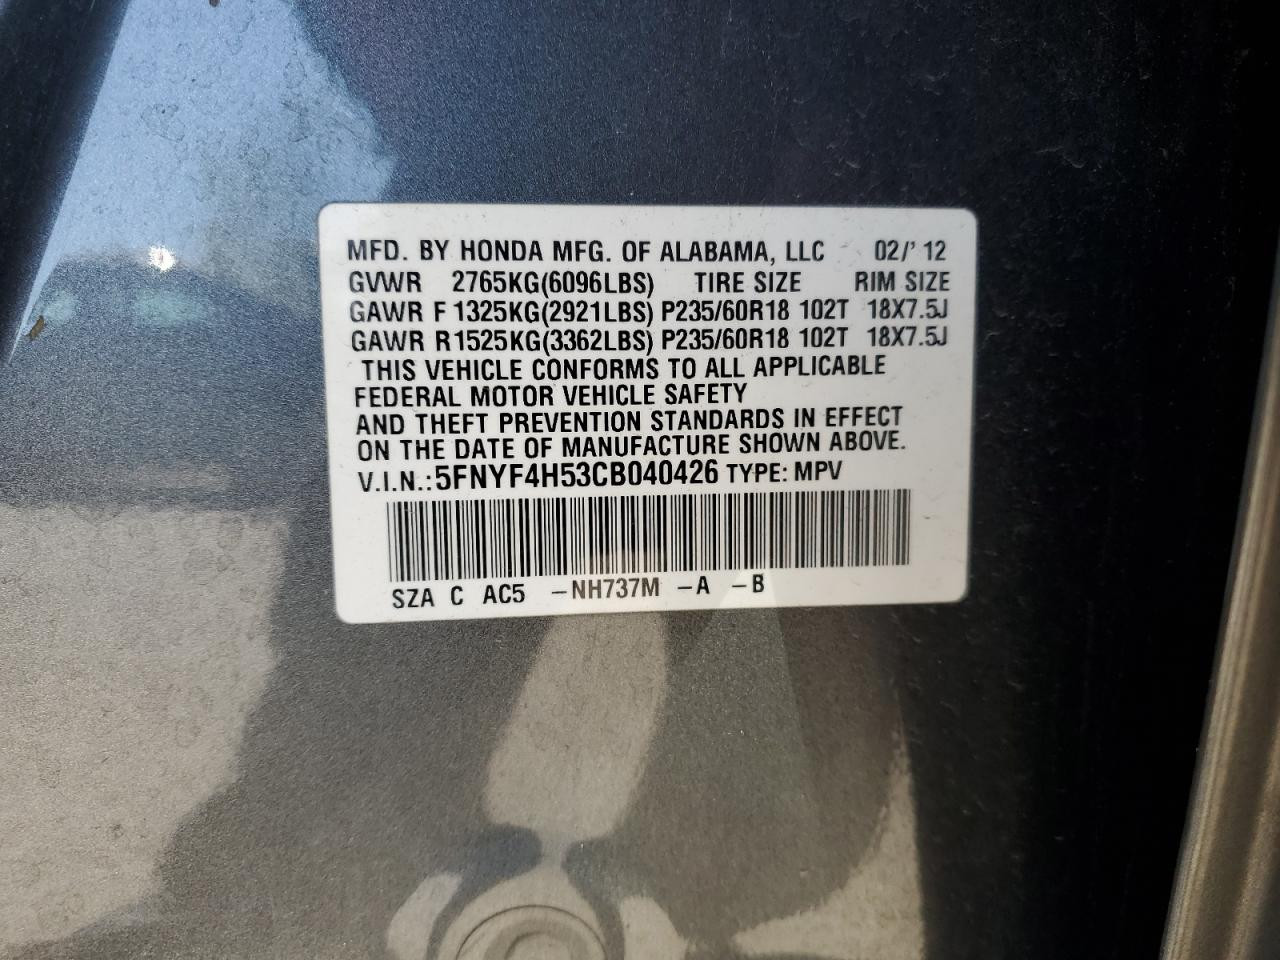 MFD. BY HONDA MFG. OF ALABAMA, LLC 02/' 12
GVWR 2765KG(6096LBS) TIRE SIZE RIM SIZE
GAWR F 1325KG(2921LBS) P235/60R18 102T 18X7.5J
GAWR R1525KG(3362LBS) P235/60R18 102T 18X7.5J
THIS VEHICLE CONFORMS TO ALL APPLICABLE
FEDERAL MOTOR VEHICLE SAFETY
AND THEFT PREVENTION STANDARDS IN EFFECT
ON THE DATE OF MANUFACTURE SHOWN ABOVE.
V.I.N.:5FNYF4H53CB040426 TYPE: MPV
SZA C AC5 -NH737M -A -B